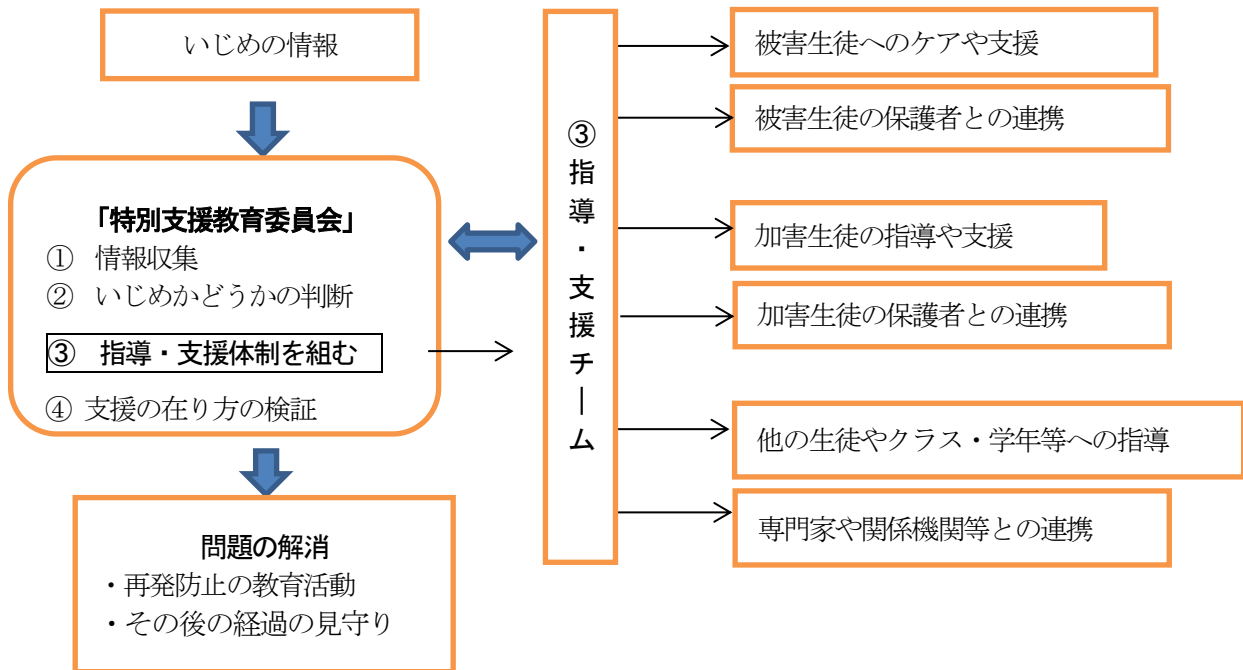 いじめの情報
「特別支援教育委員会」
① 情報収集
② いじめかどうかの判断
③ 指導・支援体制を組む
④ 支援の在り方の検証
問題の解消
・再発防止の教育活動
・その後の経過の見守り
③指導・支援チーム
被害生徒へのケアや支援
被害生徒の保護者との連携
加害生徒の指導や支援
加害生徒の保護者との連携
他の生徒やクラス・学年等への指導
専門家や関係機関等との連携